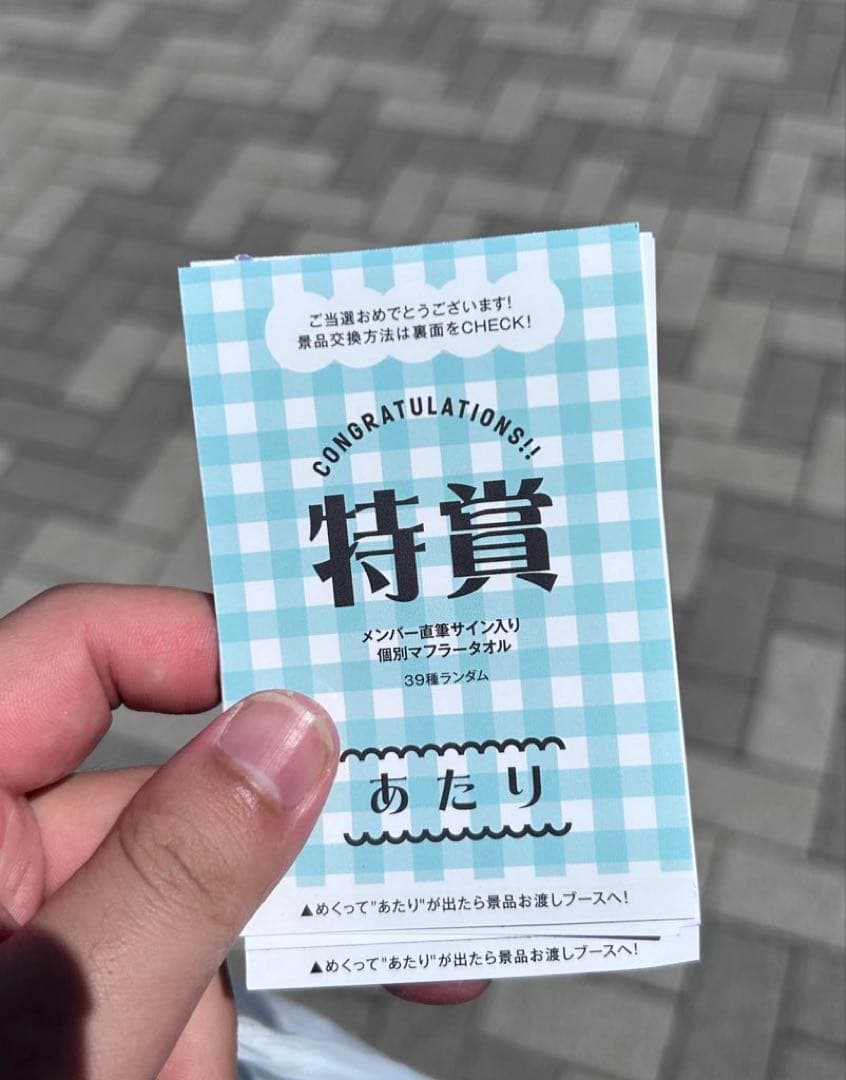 ご当選おめでとうございます!
景品交換方法は裏面をCHECK!
CONGRATULATIONS!!
特賞
メンバー直筆サイン入り
個別マフラータオル
39種ランダム
あたり
▲めくって"あたり"が出たら景品お渡しブースへ!
▲めくって"あたり"が出たら景品お渡しブースへ!